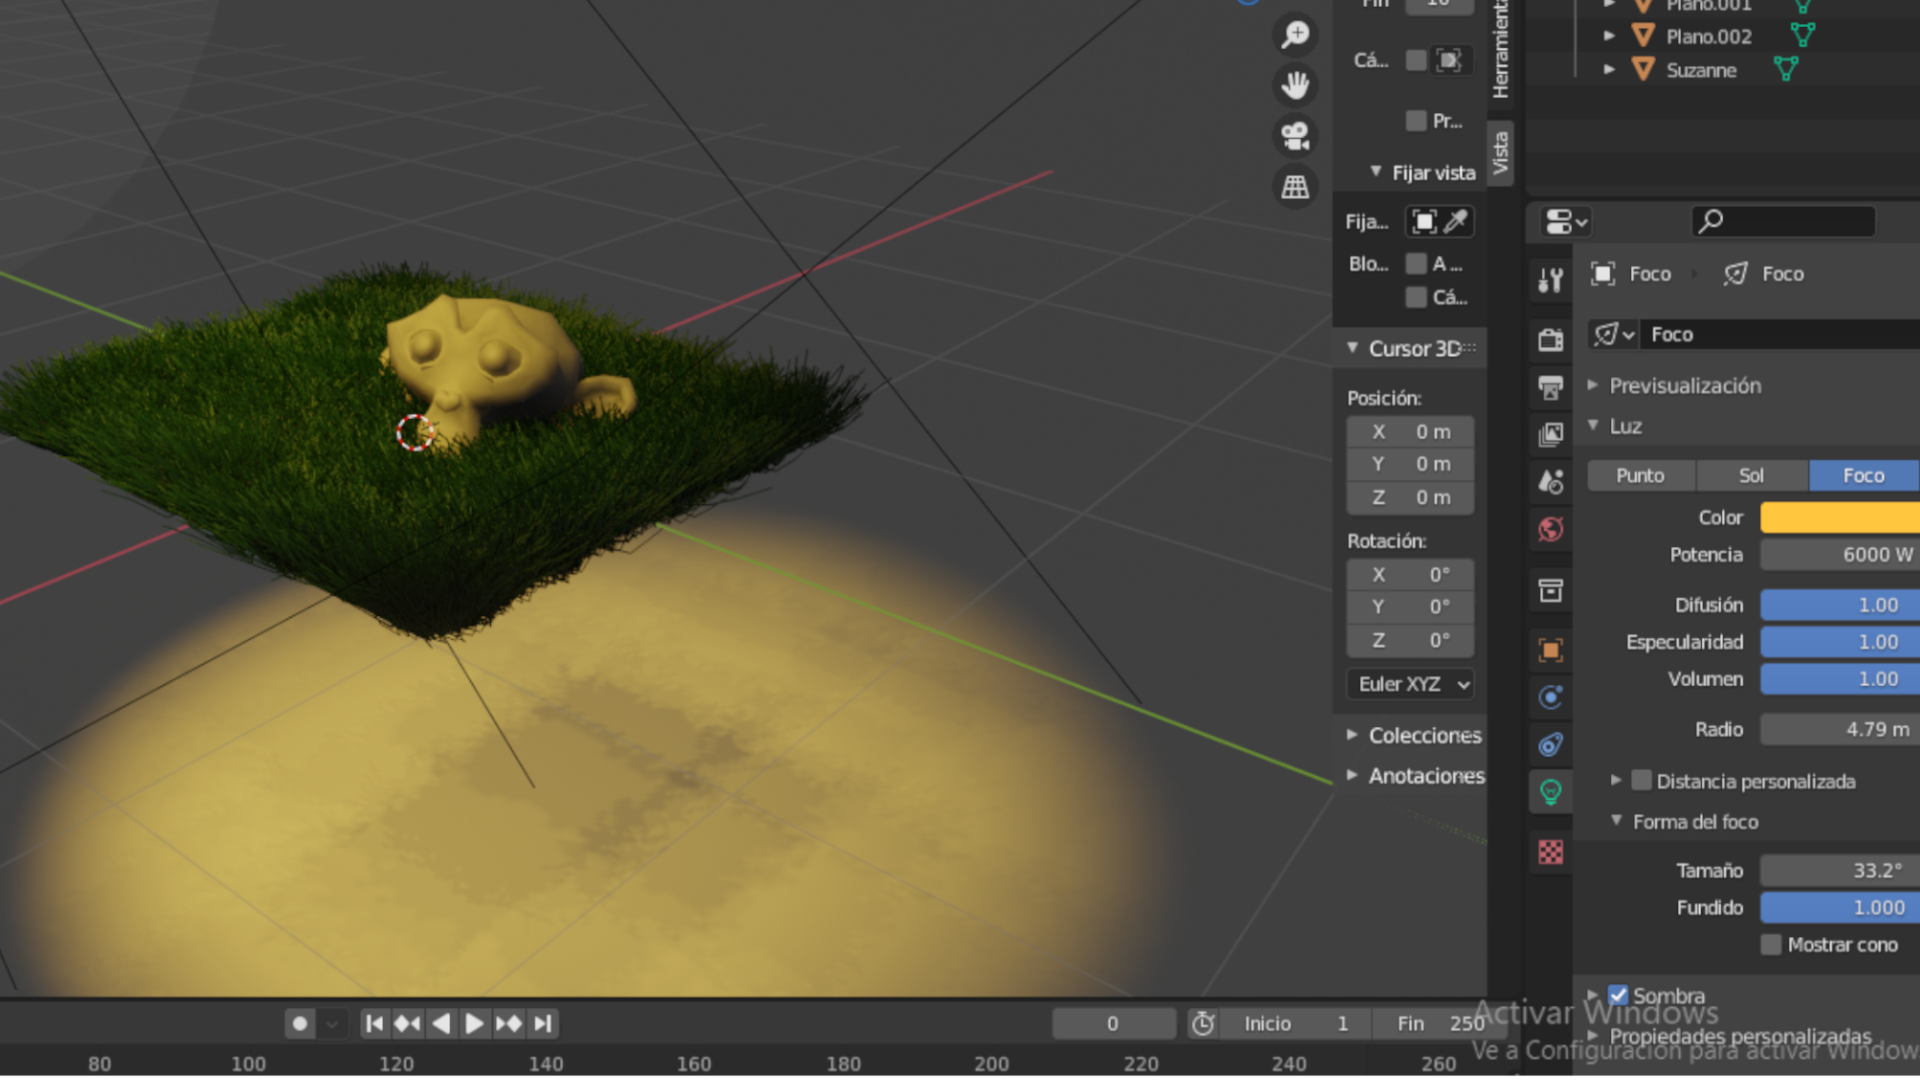 Fin 10
Cá...
Pr...
Fijar vista
Fija...
Blo... A ...
Cá...
Cursor 3D
Posición:
X 0 m
Y 0 m
Z 0 m
Rotación:
X 0°
Y 0°
Z 0°
Euler XYZ
Colecciones
Anotaciones
Herramienta
Vista
Plano.001
Plano.002
Suzanne
Foco Foco
Foco
Previsualización
Luz
Punto Sol Foco
Color
Potencia 6000 W
Difusión 1.00
Especularidad 1.00
Volumen 1.00
Radio 4.79 m
Distancia personalizada
Forma del foco
Tamaño 33.2°
Fundido 1.000
Mostrar cono
Sombra
Propiedades personalizadas
Activar Windows
Ve a Configuración para activar Window
0 Inicio 1 Fin 250
80 100 120 140 160 180 200 220 240 260